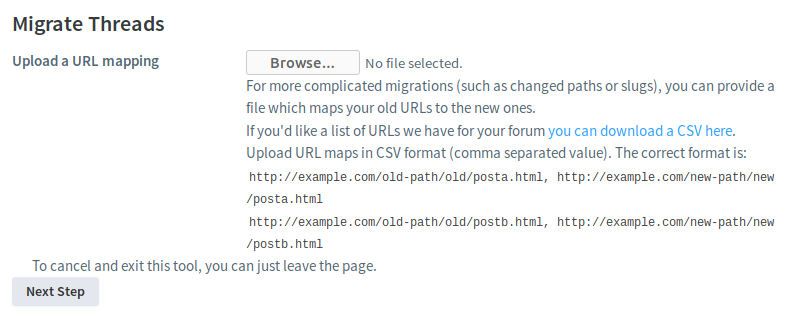 Migrate Threads
Upload a URL mapping
Browse... No file selected.
For more complicated migrations (such as changed paths or slugs), you can provide a
file which maps your old URLs to the new ones.
If you'd like a list of URLs we have for your forum you can download a CSV here.
Upload URL maps in CSV format (comma separated value). The correct format is:
http://example.com/old-path/old/posta.html, http://example.com/new-path/new
/posta.html
http://example.com/old-path/old/postb.html, http://example.com/new-path/new
/postb.html
To cancel and exit this tool, you can just leave the page.
Next Step